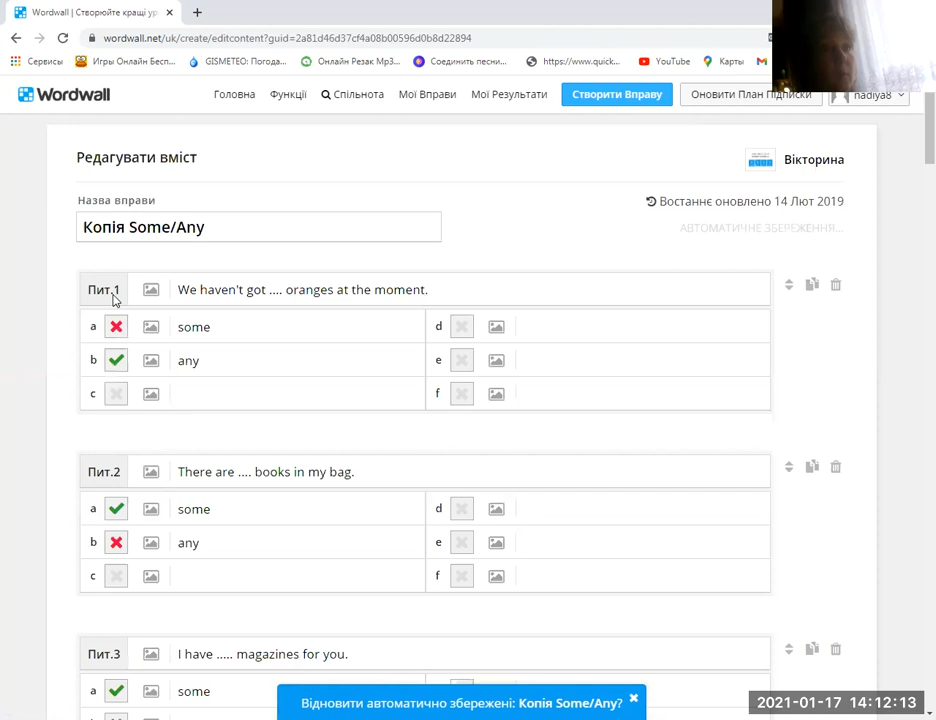 Wordwall | Створюйте кращі ур
wordwall.net/uk/create/editcontent?guid=2a81d46d37cf4a08b00596d0b8d22894
Сервисы Игры Онлайн Бесп... GISMETEO: Погода... Онлайн Резак Mp3... Соединить песни... https://www.quick... YouTube Карты
Wordwall Головна Функції Спільнота Мої Вправи Мої Результати Створити Вправу Оновити План Підписки nadiya8
Редагувати вміст Вікторина
Назва вправи Востаннє оновлено 14 Лют 2019
Копія Some/Any АВТОМАТИЧНЕ ЗБЕРЕЖЕННЯ...
Пит.1 We haven't got .... oranges at the moment.
a some d
b any e
c f
Пит.2 There are .... books in my bag.
a some d
b any e
c f
Пит.3 I have ..... magazines for you.
a some
Відновити автоматично збережені: Копія Some/Any?
2021-01-17 14:12:13